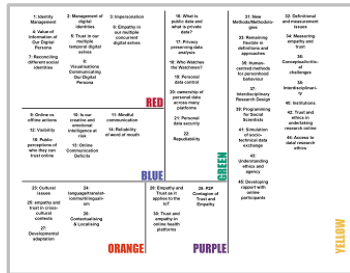 1: Identity
Management
4: Value of
Information of
Our Digital
Persona
7: Reconciling
different social
identities
2: Management of
digital
identities
5: Trust in our
multiple
temporal digital
selves
8:
Visualisations
Communicating
Our Digital
Persona
3: Impersonation
6: Empathy in
our multiple
concurrent
digital selves
RED
9: Online vs
offline actions
12: Visibility
15: Public
perceptions of
who they can
trust online
10: Is our
creative and
emotional
intelligence at
risk
13: Online
Communication
Deficits
11: Mindful
communication
14: Reliability
of word of mouth
BLUE
16: What is
public data and
what is private
data?
17: Privacy
preserving data
analysis
18: Who Watches
the Watchmen?
19: Personal
data control
20: ownership of
personal data
across many
platforms
21: Personal
data security
22:
Repudiability
GREEN
23: Cultural
issues
25: empathy and
trust in cross-
cultural
contexts
27:
Developmental
adaptation
24:
26:
Contextualising
& Localising
ORANGE
28: Empathy and
Trust as it
applies to the
IoT
30: Trust and
empathy in
online health
platforms
29: P2P
Contagion of
Trust and
Empathy
PURPLE
31: New
Methods/Methodolo-
gies
33: Remaining
flexible in
definitions and
approaches
35: Human-
centred methods
for personhood
behaviour
37:
Interdisciplinary
Research Design
39: Programming
for Social
Scientists
41: Simulation
of socio-
technical data
exchange
43:
Understanding
ethics and
agency
45: Developing
rapport with
online
participants
32: Definitional
and measurement
issues
34: Measuring
empathy and
trust
36:
challenges
38:
40: Institutions
42: Trust and
ethics in
undertaking
research online
44: Access to
data/ research
ethics
YELLOW